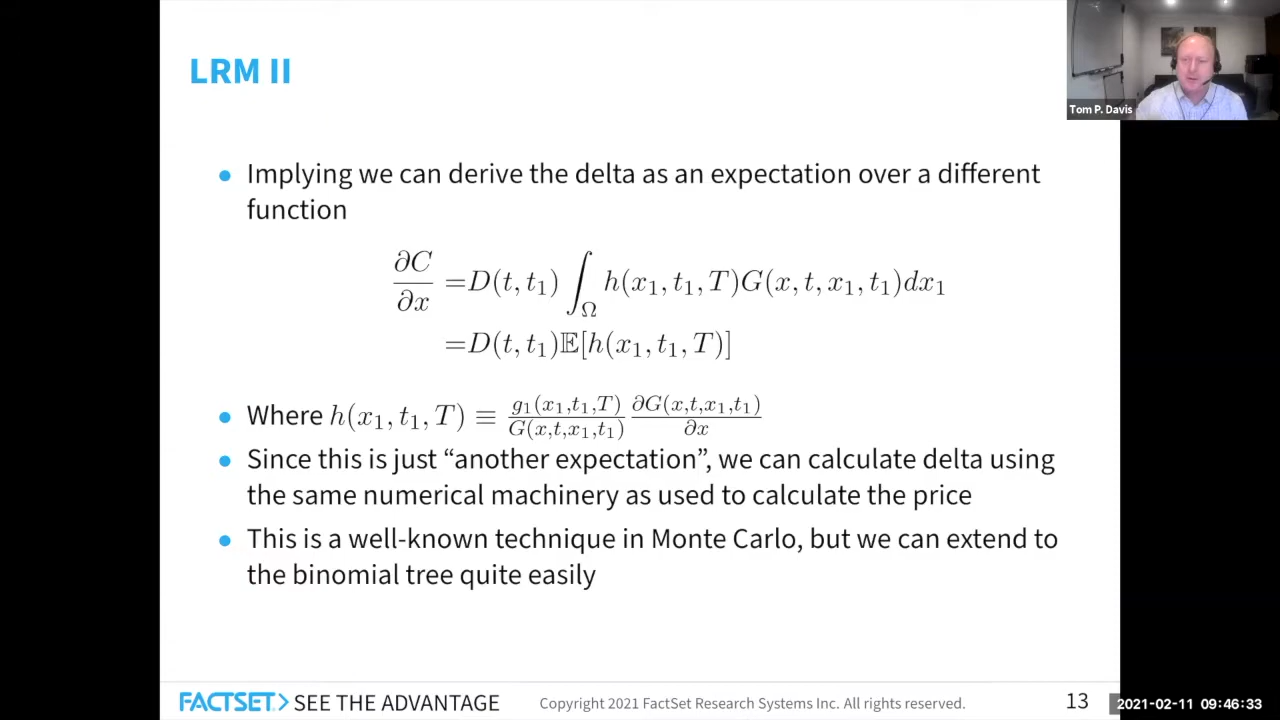 LRM II
Tom P. Davis
Implying we can derive the delta as an expectation over a different
function
∂C/∂x =D(t, t₁) ∫_Ω h(x₁, t₁, T)G(x, t, x₁, t₁)dx₁
=D(t, t₁)𝔼[h(x₁, t₁, T)]
Where h(x₁, t₁, T) ≡ g₁(x₁,t₁,T)/G(x,t,x₁,t₁) ∂G(x,t,x₁,t₁)/∂x
Since this is just “another expectation”, we can calculate delta using
the same numerical machinery as used to calculate the price
This is a well-known technique in Monte Carlo, but we can extend to
the binomial tree quite easily
FACTSET SEE THE ADVANTAGE
Copyright 2021 FactSet Research Systems Inc. All rights reserved.
13
2021-02-11 09:46:33